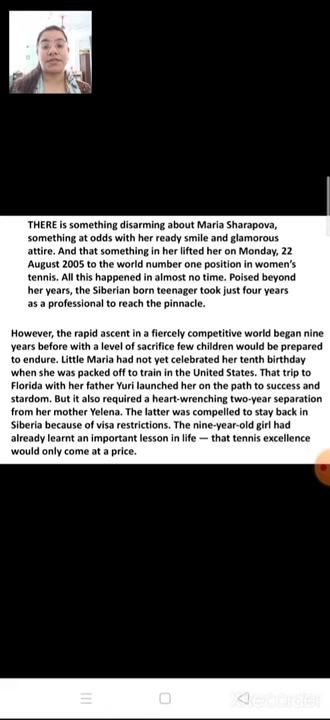 THERE is something disarming about Maria Sharapova,
something at odds with her ready smile and glamorous
attire. And that something in her lifted her on Monday, 22
August 2005 to the world number one position in women's
tennis. All this happened in almost no time. Poised beyond
her years, the Siberian born teenager took just four years
as a professional to reach the pinnacle.
However, the rapid ascent in a fiercely competitive world began nine
years before with a level of sacrifice few children would be prepared
to endure. Little Maria had not yet celebrated her tenth birthday
when she was packed off to train in the United States. That trip to
Florida with her father Yuri launched her on the path to success and
stardom. But it also required a heart-wrenching two-year separation
from her mother Yelena. The latter was compelled to stay back in
Siberia because of visa restrictions. The nine-year-old girl had
already learnt an important lesson in life — that tennis excellence
would only come at a price.